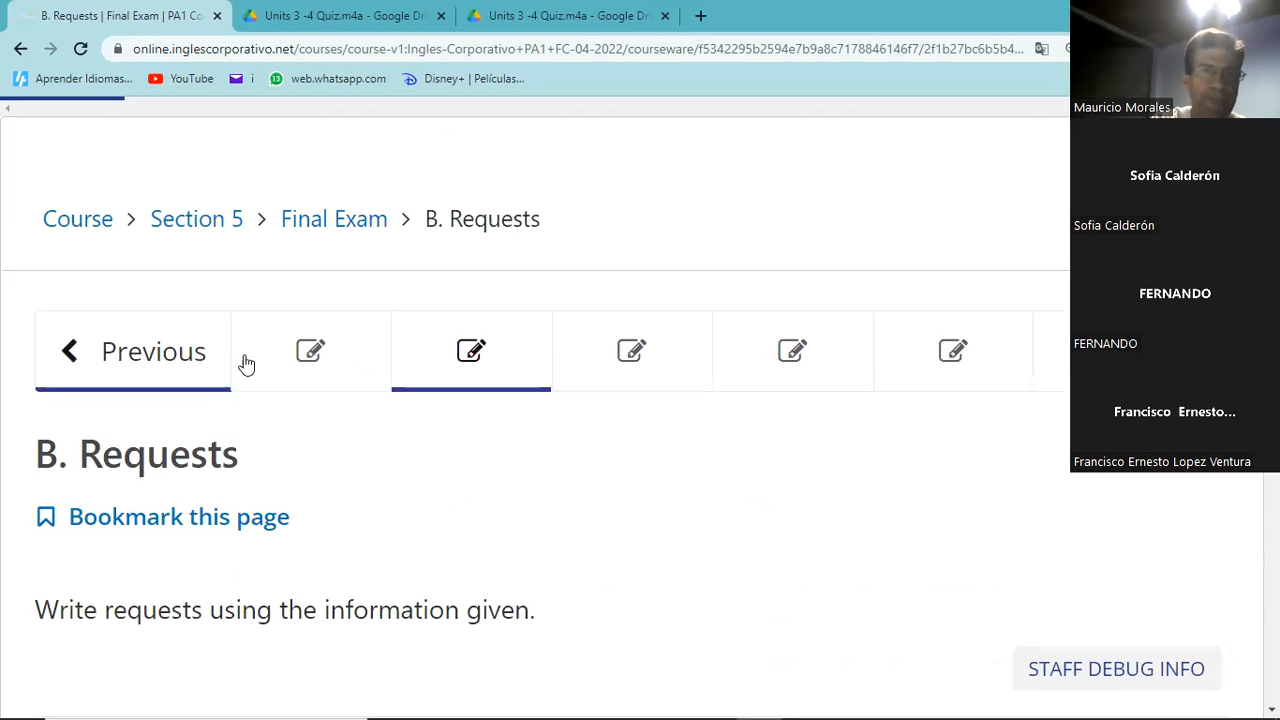 B. Requests | Final Exam | PA1 Co
Units 3 -4 Quiz.m4a - Google Dri
Units 3 -4 Quiz.m4a - Google Dri
online.inglescorporativo.net/courses/course-v1:Ingles-Corporativo+PA1+FC-04-2022/courseware/f5342295b2594e7b9a8c7178846146f7/2f1b27bc6b5b4...
Aprender Idiomas...
YouTube
i
web.whatsapp.com
Disney+ | Películas,...
Mauricio Morales
Sofia Calderón
Sofia Calderón
FERNANDO
FERNANDO
Francisco Ernesto...
Francisco Ernesto Lopez Ventura
Course > Section 5 > Final Exam > B. Requests
Previous
B. Requests
Bookmark this page
Write requests using the information given.
STAFF DEBUG INFO